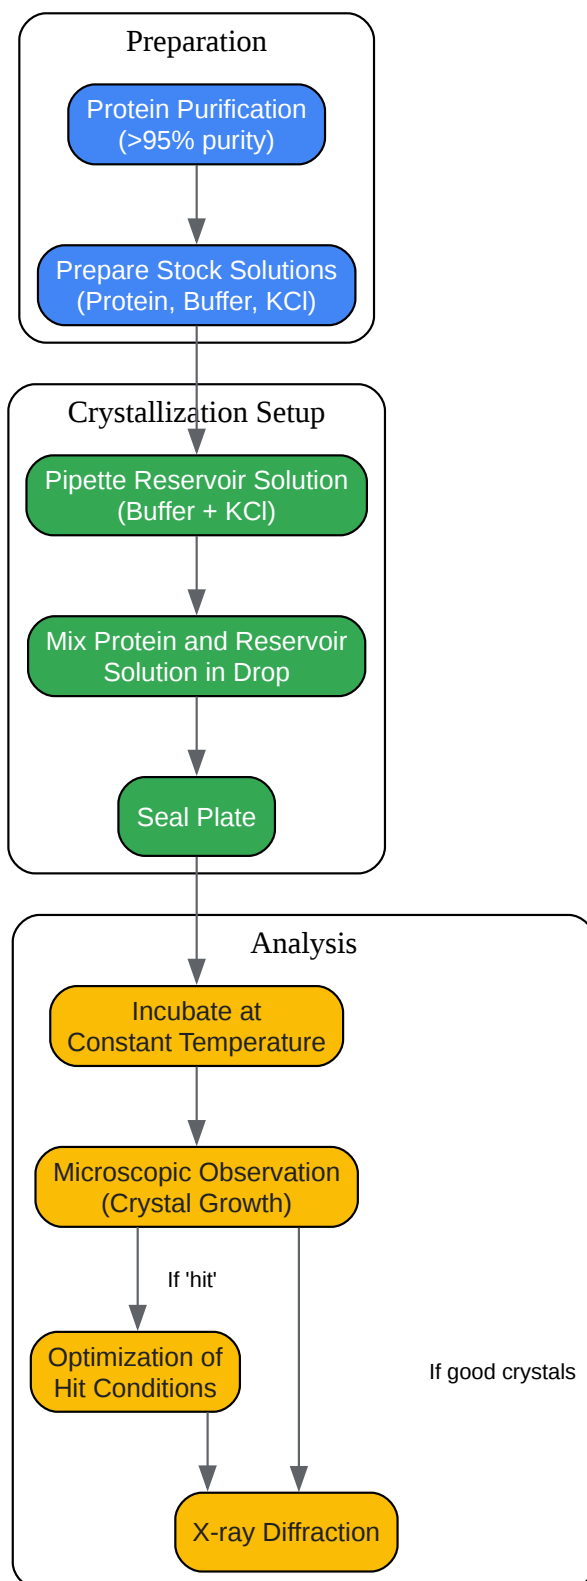 Preparation
Protein Purification
(>95% purity)
Prepare Stock Solutions
(Protein, Buffer, KCl)
Crystallization Setup
Pipette Reservoir Solution
(Buffer + KCl)
Mix Protein and Reservoir
Solution in Drop
Seal Plate
Analysis
Incubate at
Constant Temperature
Microscopic Observation
(Crystal Growth)
If 'hit'
Optimization of
Hit Conditions
If good crystals
X-ray Diffraction